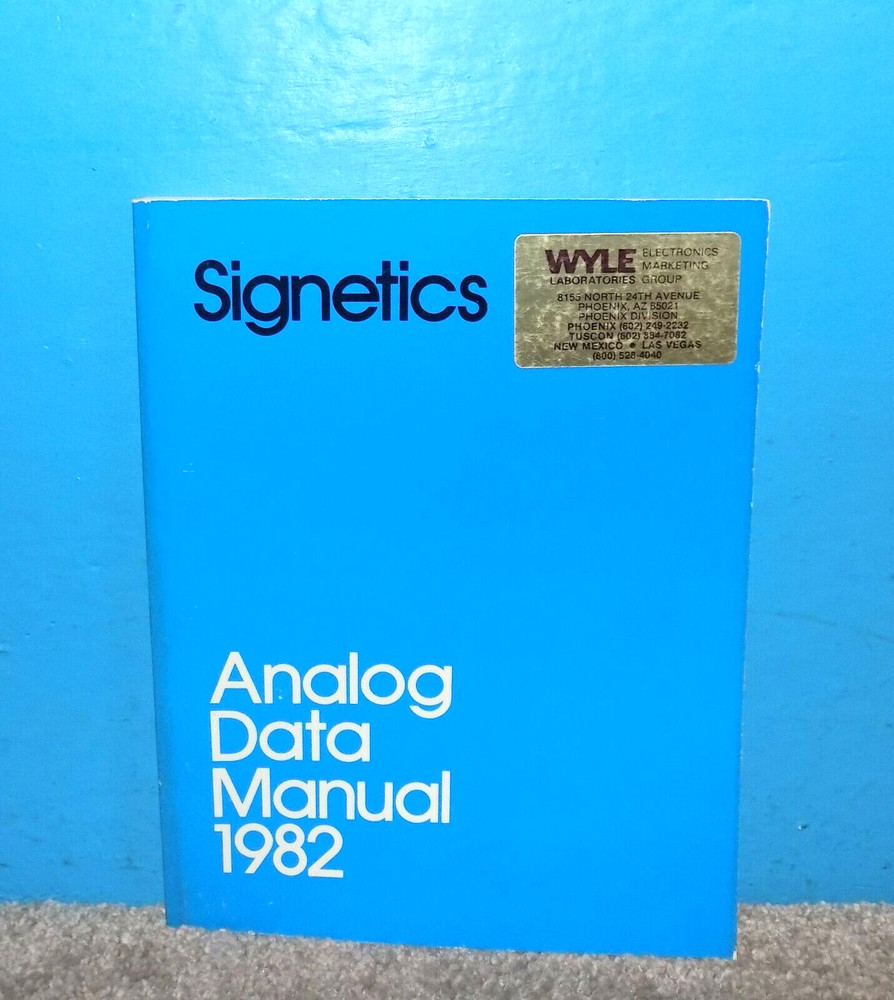 Signetics
WYLE ELECTRONICS
MARKETING
LABORATORIES GROUP
8155 NORTH 24TH AVENUE
PHOENIX, AZ 85021
PHOENIX DIVISION
PHOENIX (602) 249-2232
TUSCON (602) 884-7082
NEW MEXICO • LAS VEGAS
(800) 528-4040
Analog
Data
Manual
1982